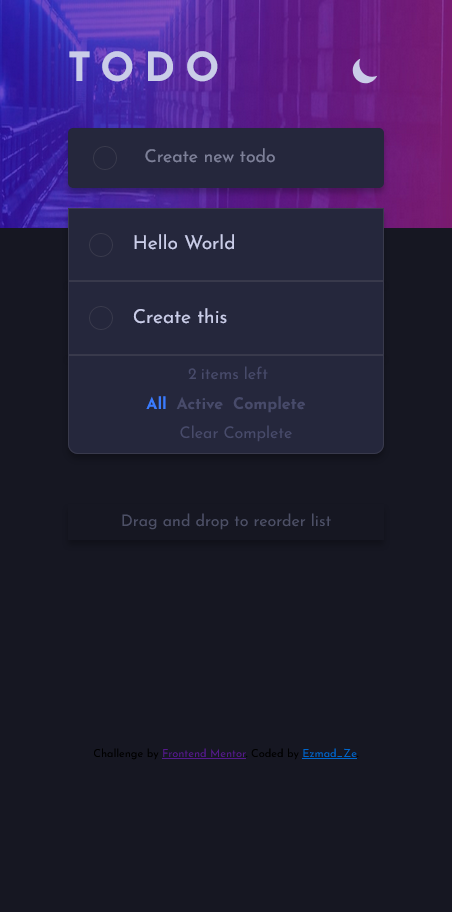 TODO
Create new todo
Hello World
Create this
2 items left
All Active Complete
Clear Complete
Drag and drop to reorder list
Challenge by Frontend Mentor. Coded by Ezmad_Ze